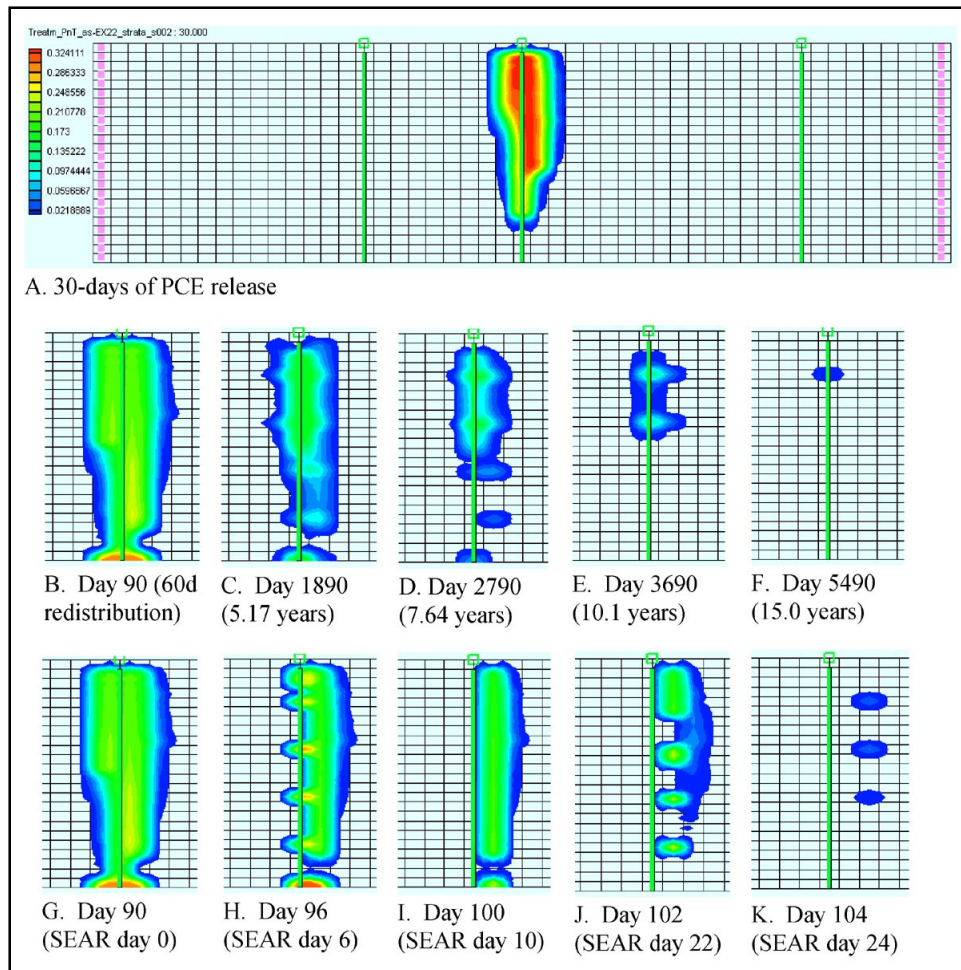 Treatm_PnT_as-EX22_strata_s002 : 30.000
0.324111
0.286333
0.248556
0.210778
0.173
0.135222
0.0974444
0.0596667
0.0218889
A. 30-days of PCE release
B. Day 90 (60d
redistribution)
C. Day 1890
(5.17 years)
D. Day 2790
(7.64 years)
E. Day 3690
(10.1 years)
F. Day 5490
(15.0 years)
G. Day 90
(SEAR day 0)
H. Day 96
(SEAR day 6)
I. Day 100
(SEAR day 10)
J. Day 102
(SEAR day 22)
K. Day 104
(SEAR day 24)